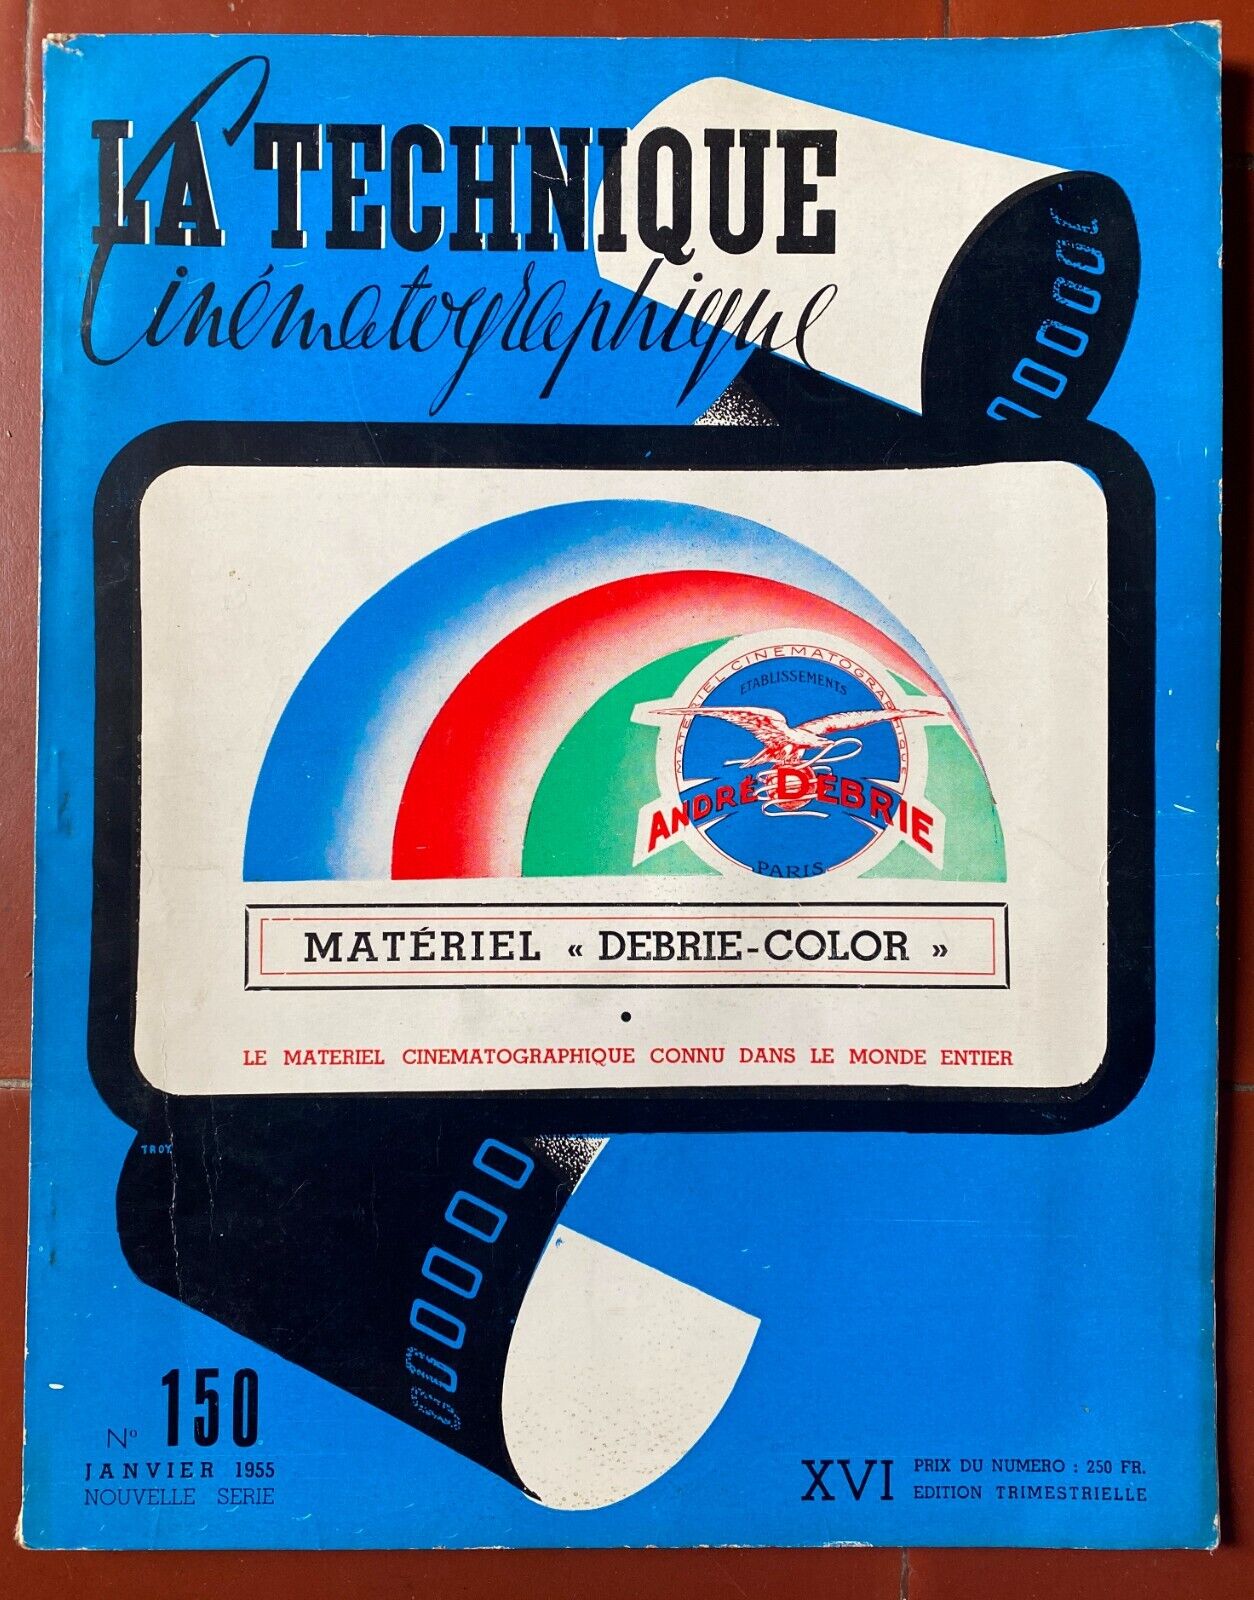 LA TECHNIQUE
Cinématographique
MATERIEL CINEMATOGRAPHIQUE
ETABLISSEMENTS
ANDRÉ DEBRIE
PARIS
MATÉRIEL « DEBRIE-COLOR »
•
LE MATERIEL CINEMATOGRAPHIQUE CONNU DANS LE MONDE ENTIER
TROY
Nº 150
JANVIER 1955
NOUVELLE SERIE
XVI
PRIX DU NUMERO : 250 FR.
EDITION TRIMESTRIELLE